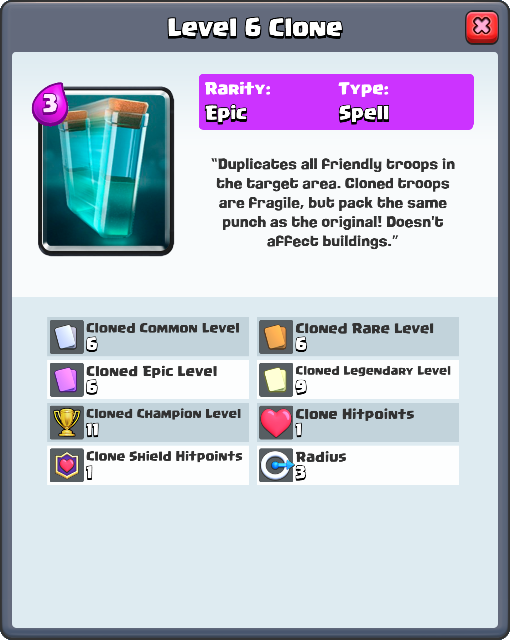 Level 6 Clone
3
Rarity:
Type:
Epic
Spell
"Duplicates all friendly troops in
the target area. Cloned troops
are fragile, but pack the same
punch as the original! Doesn't
affect buildings."
Cloned Common Level
6
Cloned Rare Level
6
Cloned Epic Level
6
Cloned Legendary Level
9
Cloned Champion Level
11
Clone Hitpoints
1
Clone Shield Hitpoints
1
Radius
3